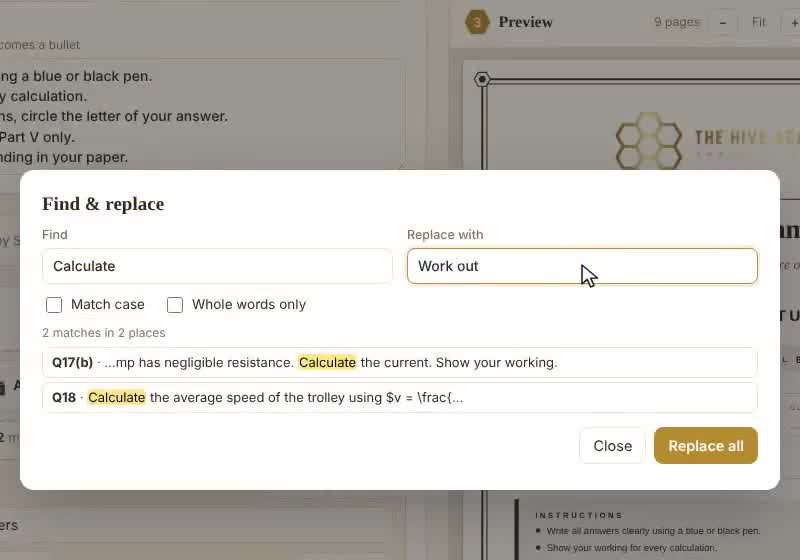 comes a bullet
3 Preview 9 pages − Fit +
ng a blue or black pen.
y calculation.
ns, circle the letter of your answer.
Part V only.
nding in your paper.
THE HIVE
Find & replace
Find Replace with
Calculate Work out
Match case Whole words only
2 matches in 2 places
Q17(b) · ...mp has negligible resistance. Calculate the current. Show your working.
Q18 · Calculate the average speed of the trolley using $v = \frac{...
Close Replace all
ers
INSTRUCTIONS
Write all answers clearly using a blue or black pen.
Show your working for every calculation.